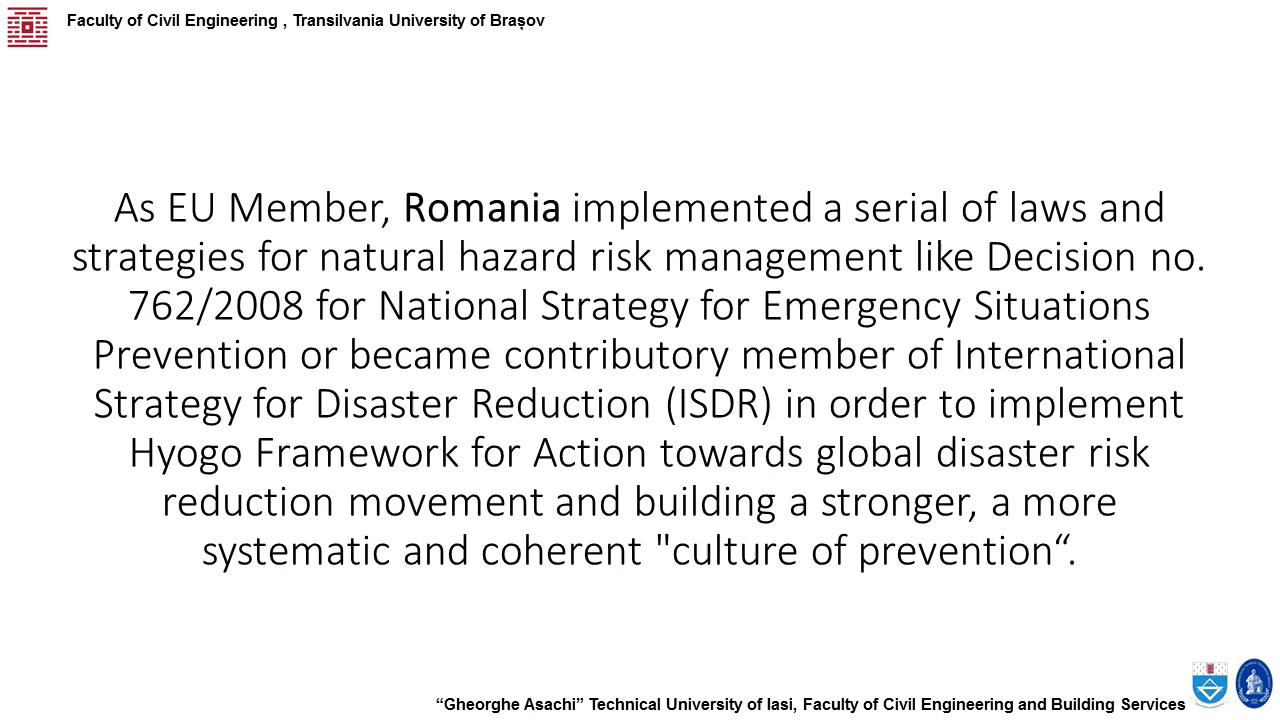 Faculty of Civil Engineering , Transilvania University of Brașov
As EU Member, Romania implemented a serial of laws and
strategies for natural hazard risk management like Decision no.
762/2008 for National Strategy for Emergency Situations
Prevention or became contributory member of International
Strategy for Disaster Reduction (ISDR) in order to implement
Hyogo Framework for Action towards global disaster risk
reduction movement and building a stronger, a more
systematic and coherent "culture of prevention“.
“Gheorghe Asachi” Technical University of Iasi, Faculty of Civil Engineering and Building Services